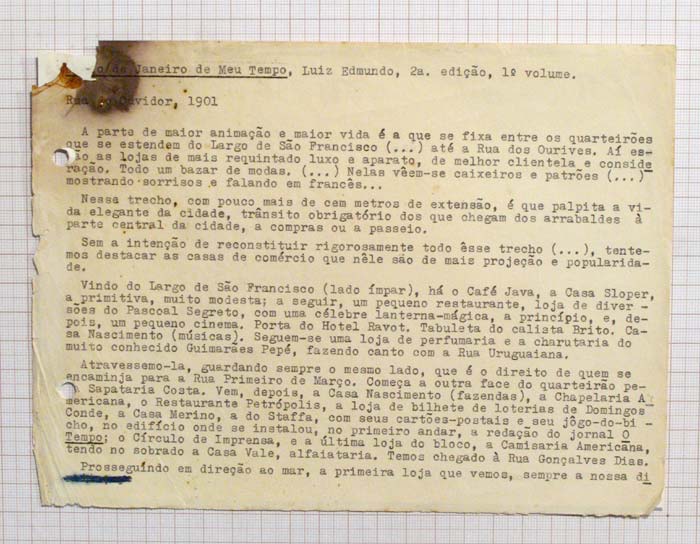 o de Janeiro de Meu Tempo, Luiz Edmundo, 2a. edição, 1º volume.
Rua do Ouvidor, 1901
A parte de maior animação e maior vida é a que se fixa entre os quarteirões
que se estendem do Largo de São Francisco (...) até a Rua dos Ourives. Aí es-
tão as lojas de mais requintado luxo e aparato, de melhor clientela e conside
ração. Todo um bazar de modas. (...) Nelas vêem-se caixeiros e patrões (...)
mostrando sorrisos e falando em francês...
Nesse trecho, com pouco mais de cem metros de extensão, é que palpita a vi-
da elegante da cidade, trânsito obrigatório dos que chegam dos arrabaldes à
parte central da cidade, a compras ou a passeio.
Sem a intenção de reconstituir rigorosamente todo êsse trecho (...), tente-
mos destacar as casas de comércio que nêle são de mais projeção e popularida-
de.
Vindo do Largo de São Francisco (lado ímpar), há o Café Java, a Casa Sloper,
a primitiva, muito modesta; a seguir, um pequeno restaurante, loja de diver-
sões do Pascoal Segreto, com uma célebre lanterna-mágica, a princípio, e, de-
pois, um pequeno cinema. Porta do Hotel Ravot. Tabuleta do calista Brito. Ca-
sa Nascimento (músicas). Seguem-se uma loja de perfumaria e a charutaria do
muito conhecido Guimarães Pepé, fazendo canto com a Rua Uruguaiana.
Atravessemo-la, guardando sempre o mesmo lado, que é o direito de quem se
encaminja para a Rua Primeiro de Março. Começa a outra face do quarteirão pe-
a Sapataria Costa. Vem, depois, a Casa Nascimento (fazendas), a Chapelaria A
mericana, o Restaurante Petrópolis, a loja de bilhete de loterias de Domingos
Conde, a Casa Merino, a do Staffa, com seus cartões-postais e seu jôgo-do-bi-
cho, no edifício onde se instalou, no primeiro andar, a redação do jornal O
Tempo; o Círculo de Imprensa, e a última loja do bloco, a Camisaria Americana,
tendo no sobrado a Casa Vale, alfaiataria. Temos chegado à Rua Gonçalves Dias.
Prosseguindo em direção ao mar, a primeira loja que vemos, sempre a nossa di